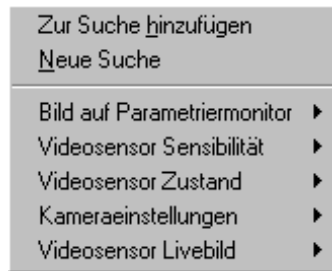 Zur Suche hinzufügen
Neue Suche
Bild auf Parametriermonitor
Videosensor Sensibilität
Videosensor Zustand
Kameraeinstellungen
Videosensor Livebild